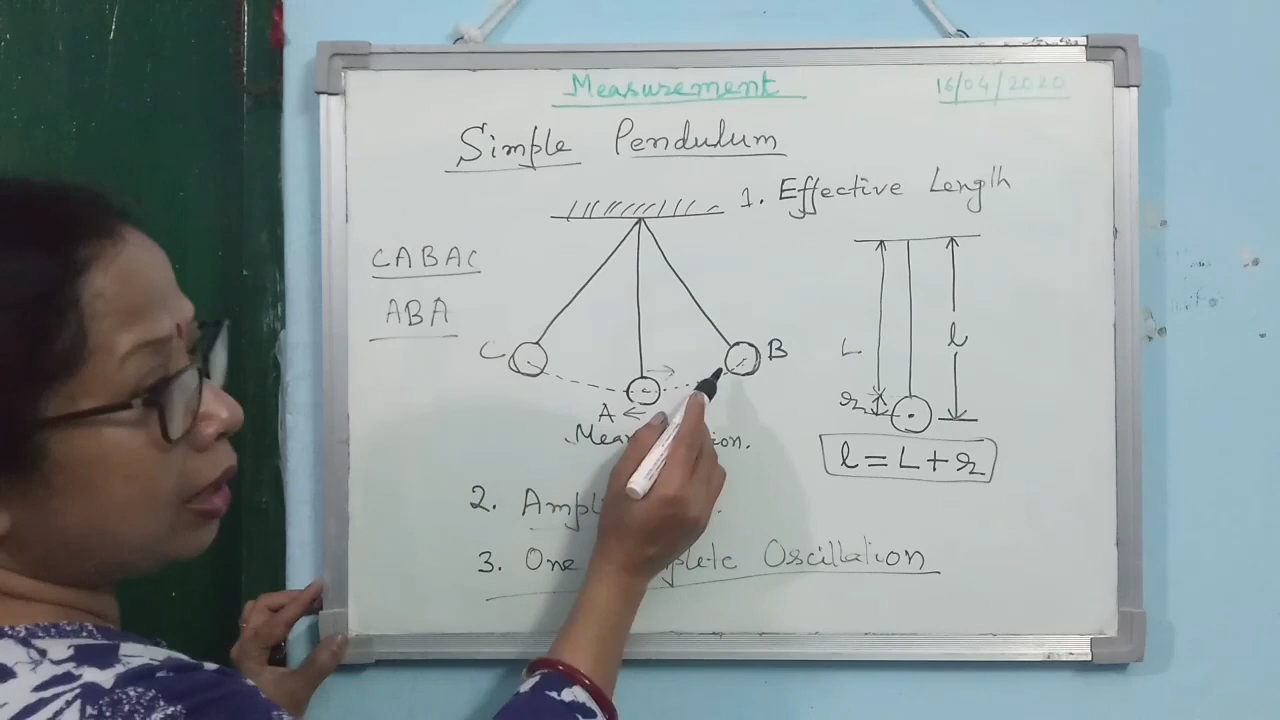 Measurement
16/04/2020
Simple Pendulum
1. Effective Length
CABAC
ABA
C
B
A
L
l
r
l = L + r
2.
3. One Oscillation